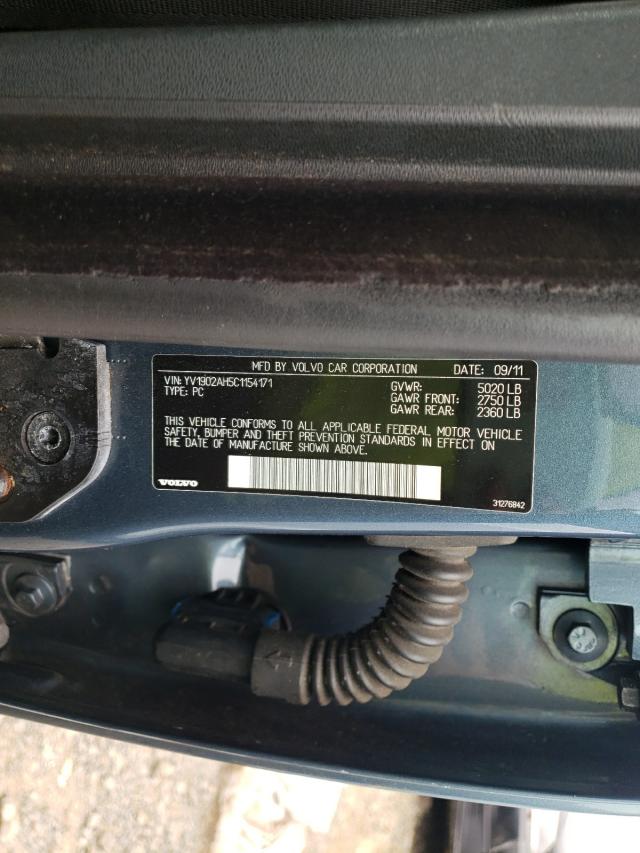 MFD BY VOLVO CAR CORPORATION DATE: 09/11
VIN: YV1902AH5C1154171 GVWR: 5020 LB
TYPE: PC GAWR FRONT: 2750 LB
GAWR REAR: 2360 LB
THIS VEHICLE CONFORMS TO ALL APPLICABLE FEDERAL MOTOR VEHICLE
SAFETY, BUMPER AND THEFT PREVENTION STANDARDS IN EFFECT ON
THE DATE OF MANUFACTURE SHOWN ABOVE.
VOLVO 31276842